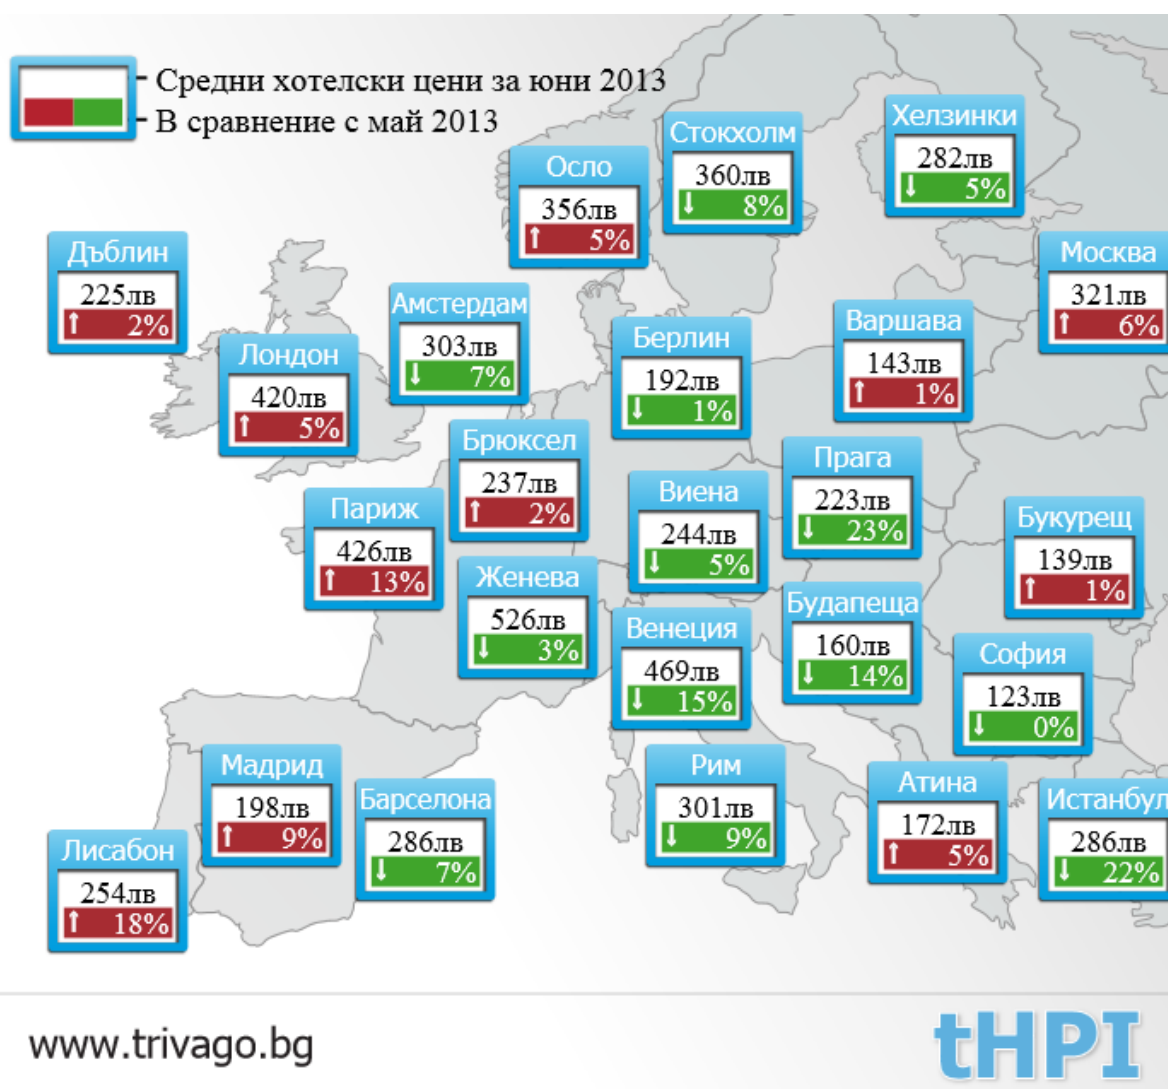 Средни хотелски цени за юни 2013
В сравнение с май 2013
Хелзинки
282лв
5%
Стокхолм
360лв
8%
Осло
356лв
5%
Дъблин
225лв
2%
Москва
321лв
6%
Амстердам
303лв
7%
Варшава
143лв
1%
Берлин
192лв
1%
Лондон
420лв
5%
Брюксел
237лв
2%
Прага
223лв
23%
Виена
244лв
5%
Париж
426лв
13%
Букурещ
139лв
1%
Женева
526лв
3%
Будапеща
160лв
14%
Венеция
469лв
15%
София
123лв
0%
Мадрид
198лв
9%
Рим
301лв
9%
Атина
172лв
5%
Барселона
286лв
7%
Истанбул
286лв
22%
Лисабон
254лв
18%
www.trivago.bg
tHPI